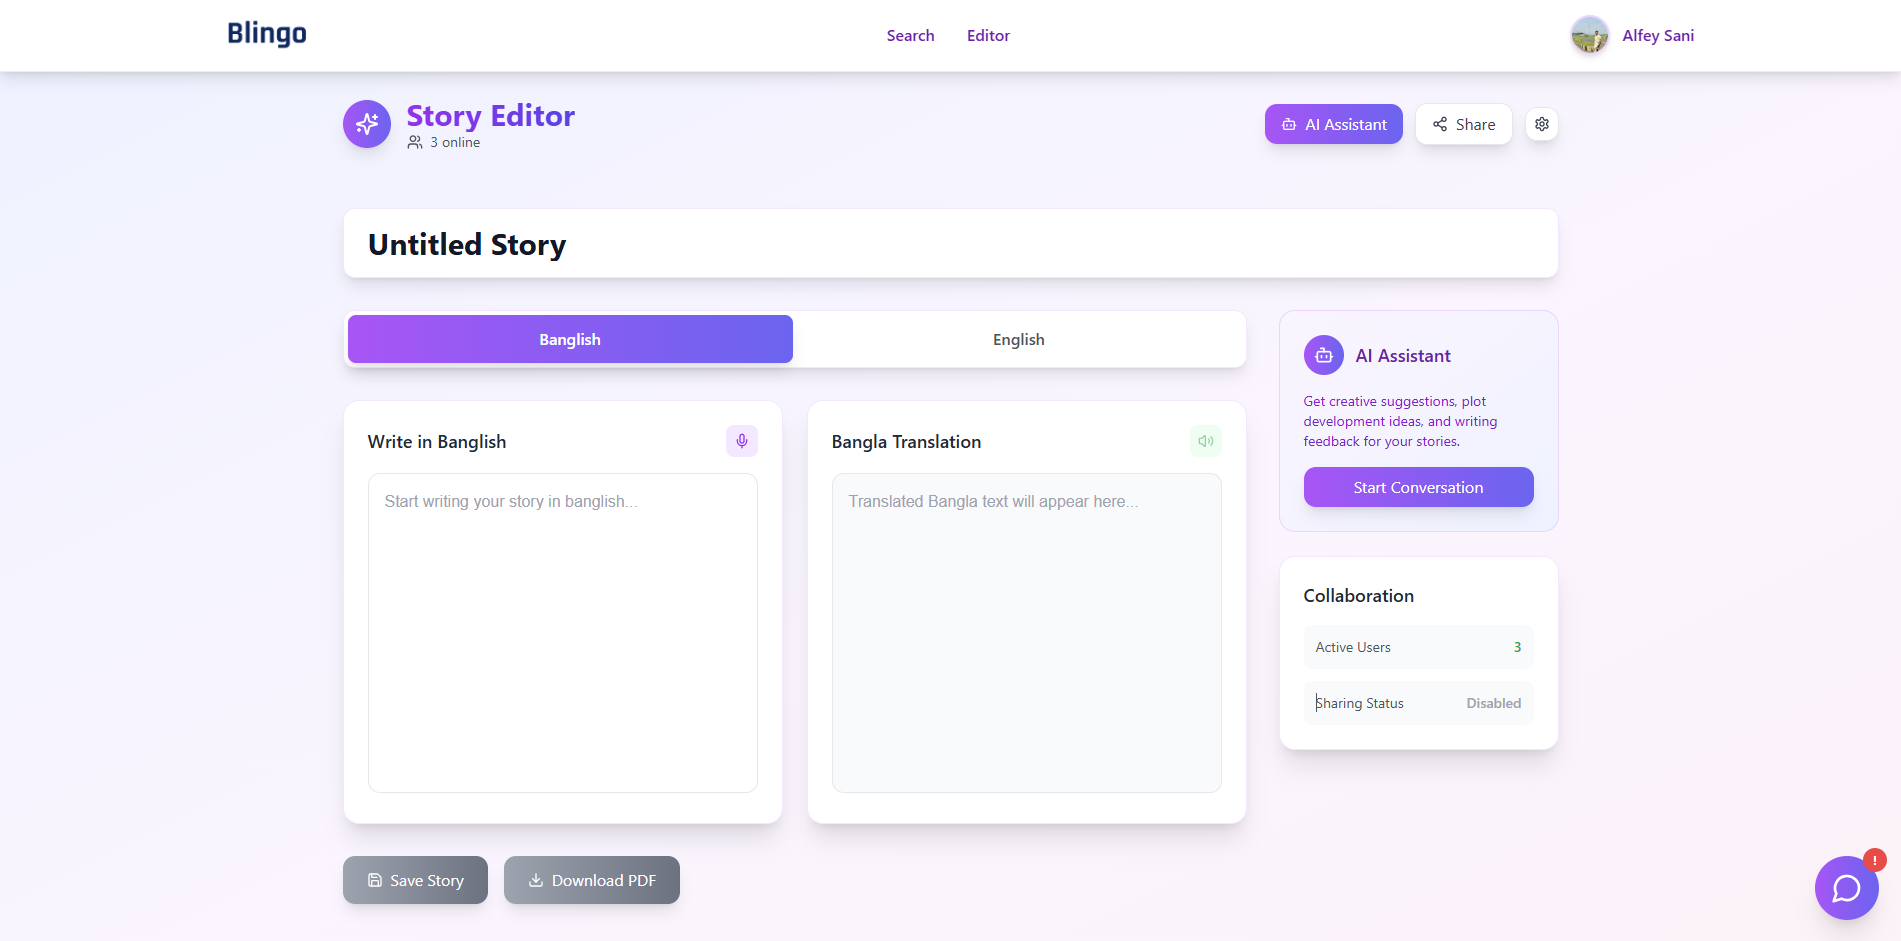 Blingo
Search
Editor
Alfey Sani
Story Editor
3 online
AI Assistant
Share
Untitled Story
Banglish
English
AI Assistant
Get creative suggestions, plot
development ideas, and writing
feedback for your stories.
Start Conversation
Write in Banglish
Start writing your story in banglish...
Bangla Translation
Translated Bangla text will appear here...
Collaboration
Active Users
3
Sharing Status
Disabled
Save Story
Download PDF
!